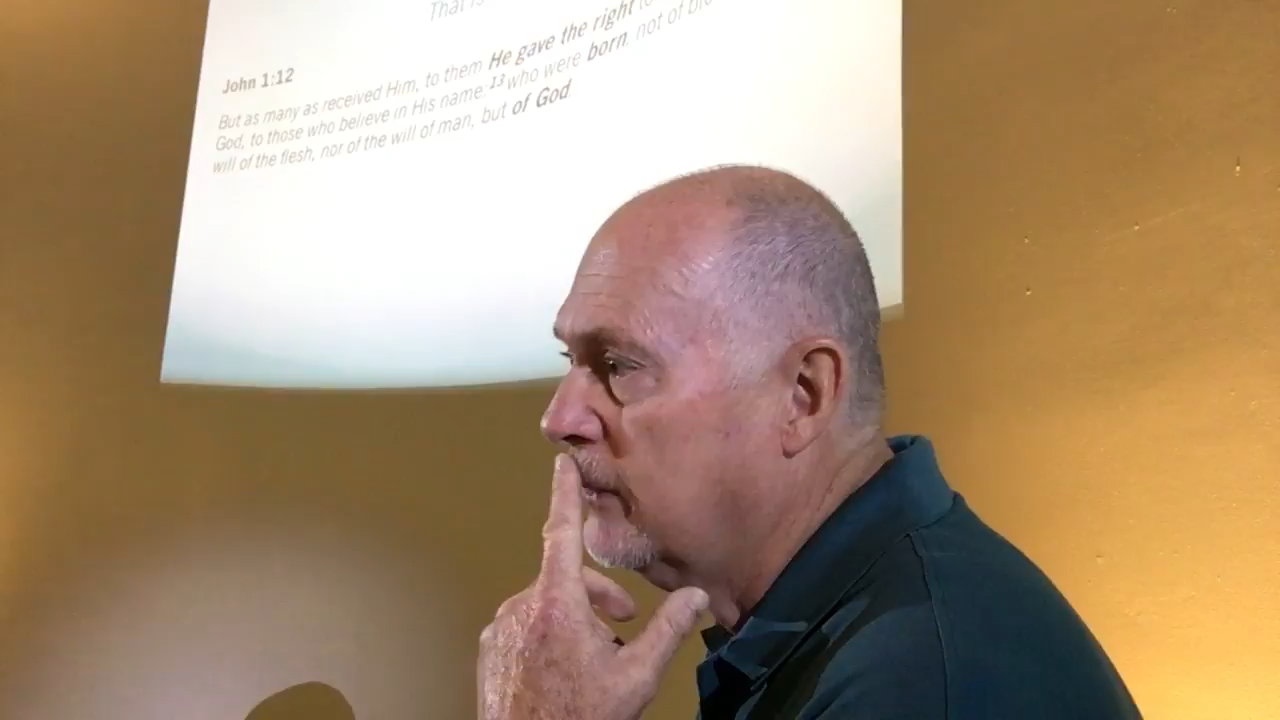 That is
John 1:12
But as many as received Him, to them He gave the right
God, to those who believe in His name: 13 who were born, not of
will of the flesh, nor of the will of man, but of God